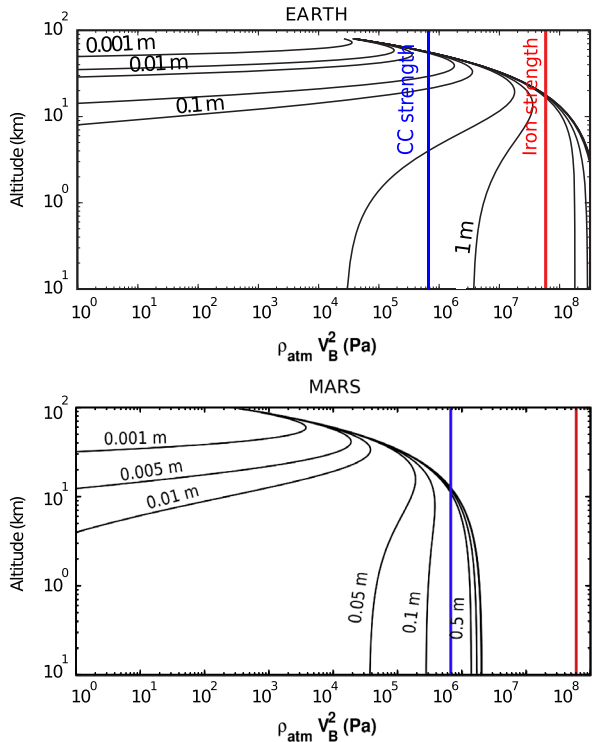 EARTH
10²
10¹
10⁰
10¹
Altitude (km)
0.001 m
0.01 m
0.1 m
1 m
CC strength
Iron strength
10⁰ 10¹ 10² 10³ 10⁴ 10⁵ 10⁶ 10⁷ 10⁸
ρatm V²B (Pa)
MARS
10²
10¹
10⁰
10¹
Altitude (km)
0.001 m
0.005 m
0.01 m
0.05 m
0.1 m
0.5 m
10⁰ 10¹ 10² 10³ 10⁴ 10⁵ 10⁶ 10⁷ 10⁸
ρatm V²B (Pa)